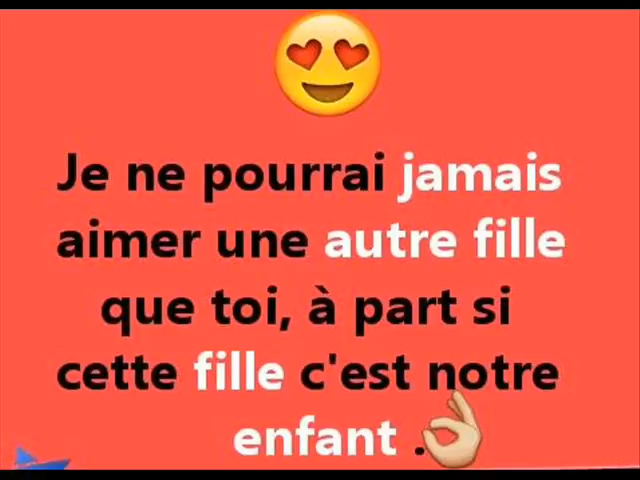 Je ne pourrai jamais
aimer une autre fille
que toi, à part si
cette fille c'est notre
enfant .